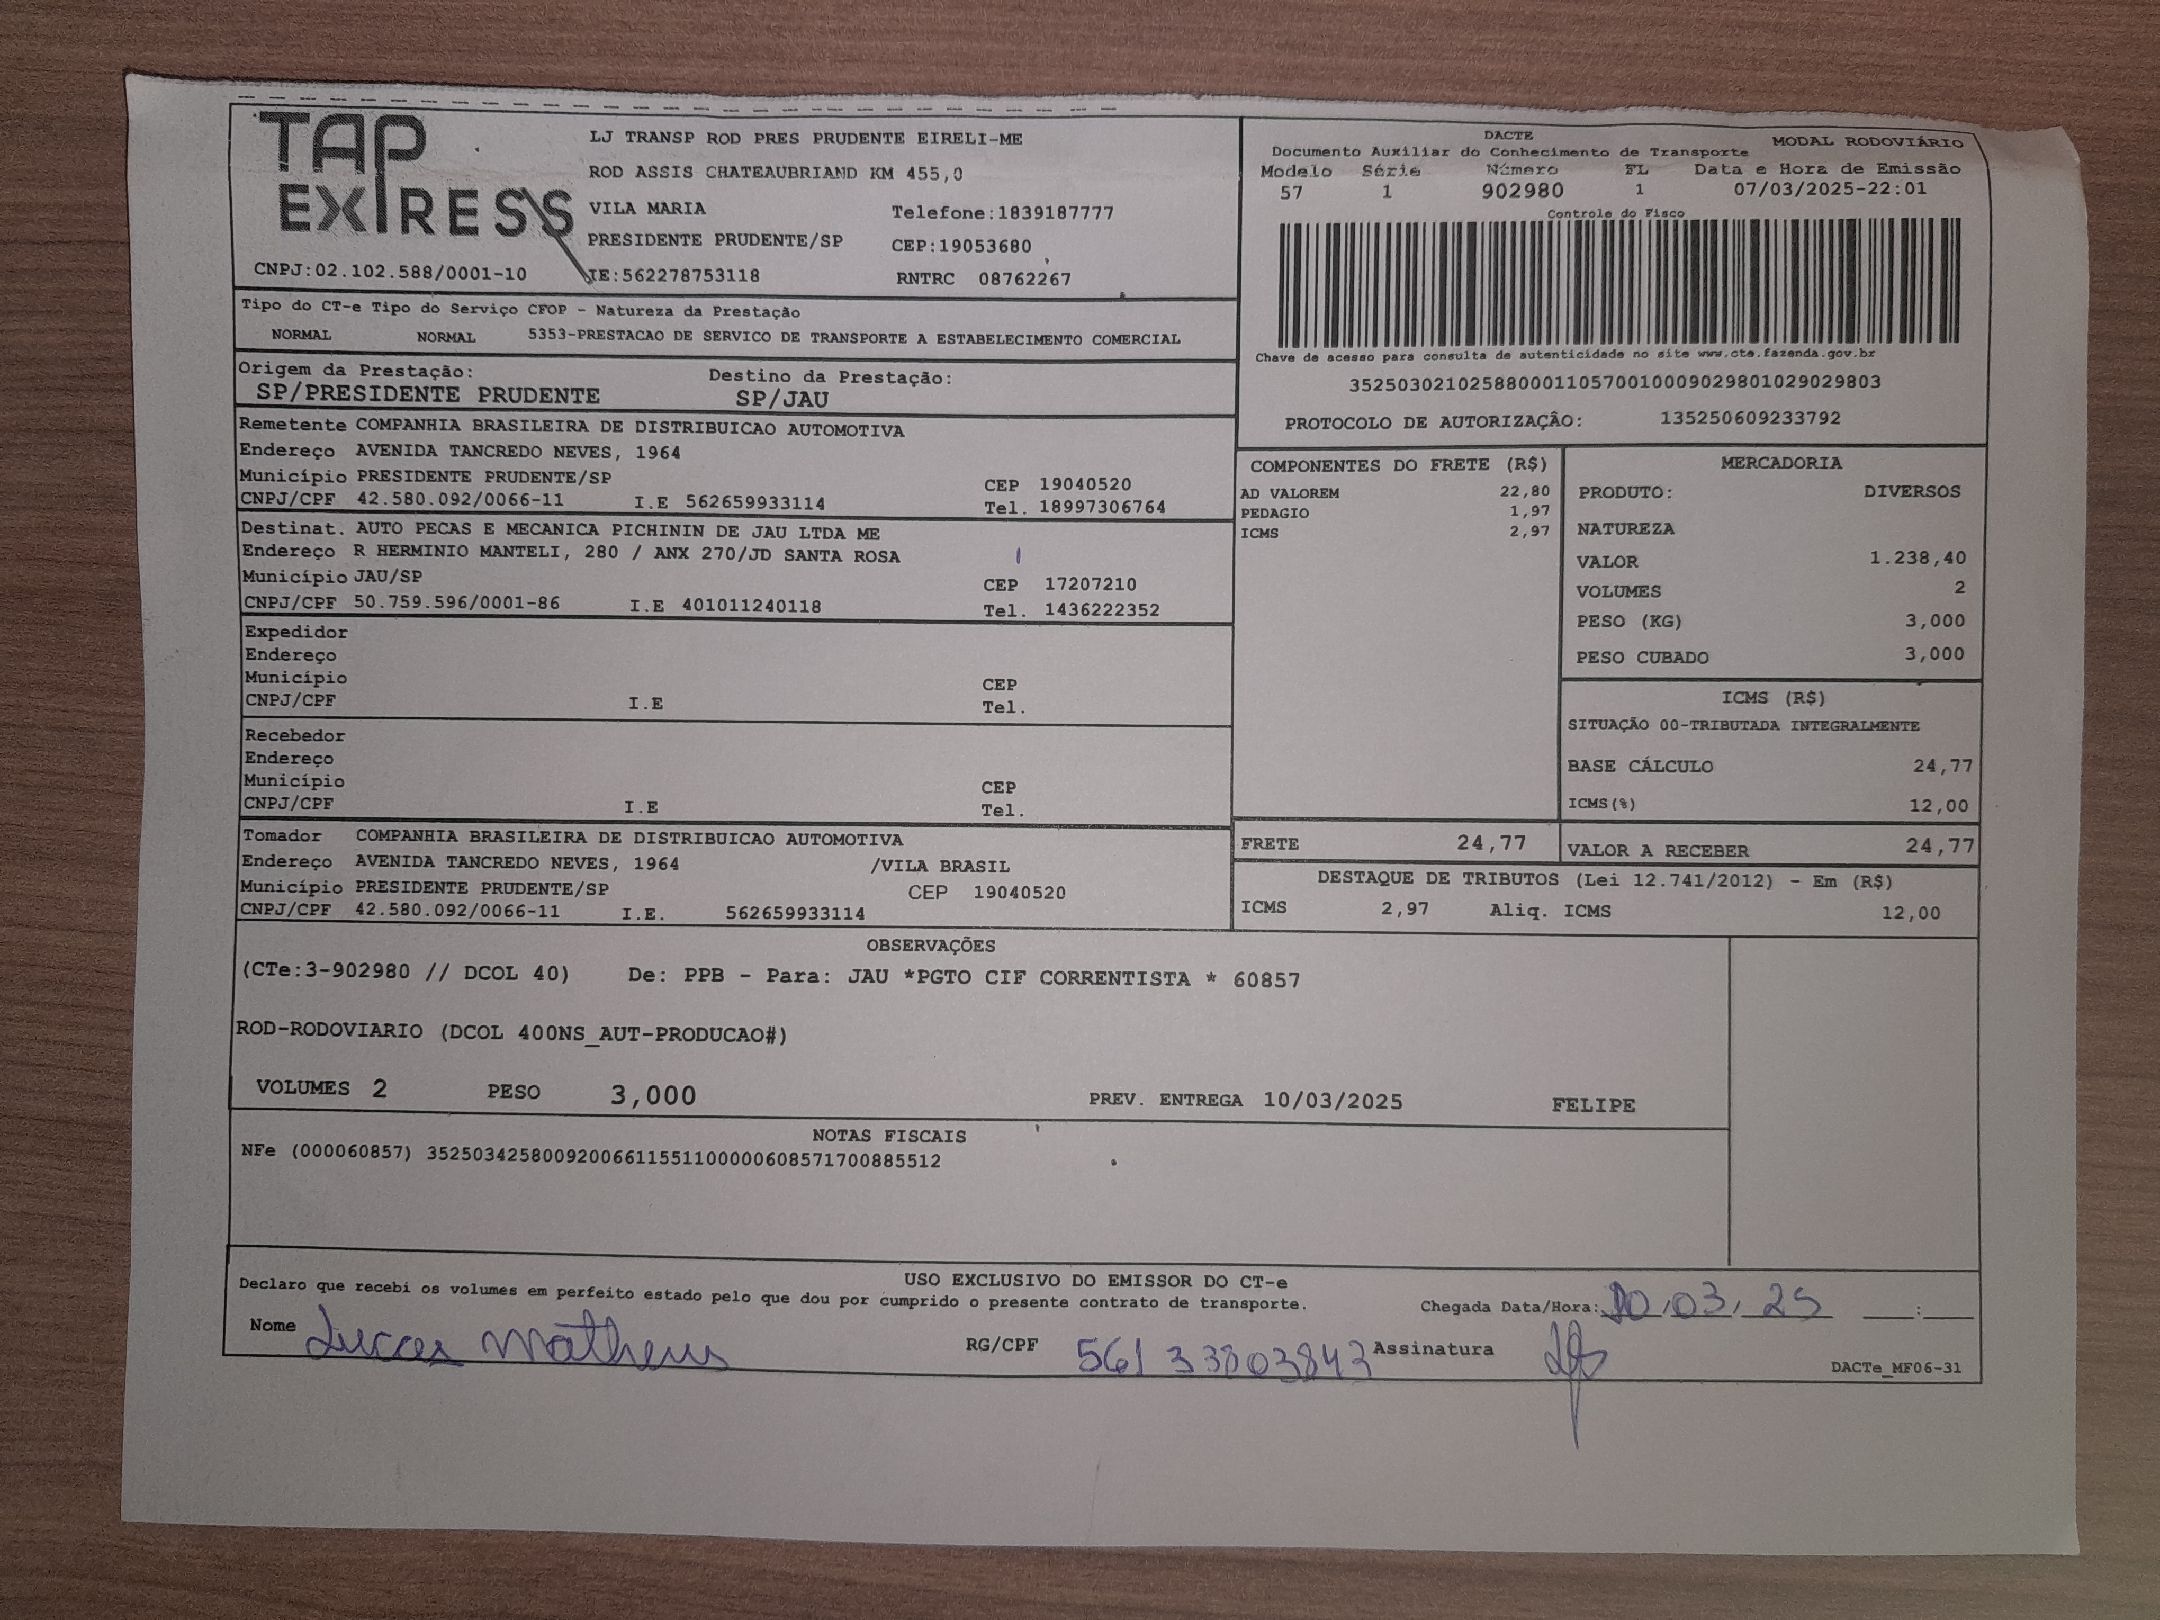 TAP EXPRESS
LJ TRANSP ROD PRES PRUDENTE EIRELI-ME
ROD ASSIS CHATEAUBRIAND KM 455,0
VILA MARIA Telefone:1839187777
PRESIDENTE PRUDENTE/SP CEP:19053680
CNPJ:02.102.588/0001-10 IE:562278753118 RNTRC 08762267
DACTE MODAL RODOVIÁRIO
Documento Auxiliar do Conhecimento de Transporte
Modelo Série Número FL Data e Hora de Emissão
57 1 902980 1 07/03/2025-22:01
Controle do Fisco
Chave de acesso para consulta de autenticidade no site www.cte.fazenda.gov.br
35250302102588000110570010009029801029029803
PROTOCOLO DE AUTORIZAÇÂO: 135250609233792
Tipo do CT-e Tipo do Serviço CFOP - Natureza da Prestação
NORMAL NORMAL 5353-PRESTACAO DE SERVICO DE TRANSPORTE A ESTABELECIMENTO COMERCIAL
Origem da Prestação: Destino da Prestação:
SP/PRESIDENTE PRUDENTE SP/JAU
Remetente COMPANHIA BRASILEIRA DE DISTRIBUICAO AUTOMOTIVA
Endereço AVENIDA TANCREDO NEVES, 1964
Município PRESIDENTE PRUDENTE/SP CEP 19040520
CNPJ/CPF 42.580.092/0066-11 I.E 562659933114 Tel. 18997306764
Destinat. AUTO PECAS E MECANICA PICHININ DE JAU LTDA ME
Endereço R HERMINIO MANTELI, 280 / ANX 270/JD SANTA ROSA
Município JAU/SP CEP 17207210
CNPJ/CPF 50.759.596/0001-86 I.E 401011240118 Tel. 1436222352
Expedidor
Endereço
Município CEP
CNPJ/CPF I.E Tel.
Recebedor
Endereço
Município CEP
CNPJ/CPF I.E Tel.
Tomador COMPANHIA BRASILEIRA DE DISTRIBUICAO AUTOMOTIVA
Endereço AVENIDA TANCREDO NEVES, 1964 /VILA BRASIL
Município PRESIDENTE PRUDENTE/SP CEP 19040520
CNPJ/CPF 42.580.092/0066-11 I.E. 562659933114
COMPONENTES DO FRETE (R$)
AD VALOREM 22,80
PEDAGIO 1,97
ICMS 2,97
MERCADORIA
PRODUTO: DIVERSOS
NATUREZA
VALOR 1.238,40
VOLUMES 2
PESO (KG) 3,000
PESO CUBADO 3,000
ICMS (R$)
SITUAÇÃO 00-TRIBUTADA INTEGRALMENTE
BASE CÁLCULO 24,77
ICMS(%) 12,00
FRETE 24,77 VALOR A RECEBER 24,77
DESTAQUE DE TRIBUTOS (Lei 12.741/2012) - Em (R$)
ICMS 2,97 Aliq. ICMS 12,00
OBSERVAÇÕES
(CTe:3-902980 // DCOL 40) De: PPB - Para: JAU *PGTO CIF CORRENTISTA * 60857
ROD-RODOVIARIO (DCOL 400NS_AUT-PRODUCAO#)
VOLUMES 2 PESO 3,000 PREV. ENTREGA 10/03/2025 FELIPE
NOTAS FISCAIS
NFe (000060857) 35250342580092006611551100000608571700885512
USO EXCLUSIVO DO EMISSOR DO CT-e
Declaro que recebi os volumes em perfeito estado pelo que dou por cumprido o presente contrato de transporte.
Chegada Data/Hora: 10/03/25 :
Nome Lucas Matheus RG/CPF 561 33803843 Assinatura
DACTe_MF06-31